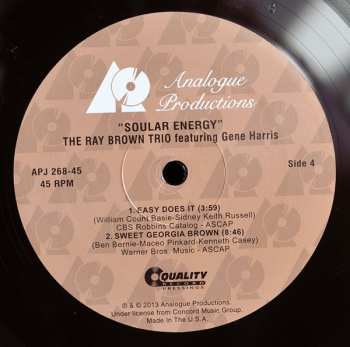 Analogue
Productions
"SOULAR ENERGY"
THE RAY BROWN TRIO featuring Gene Harris
APJ 268-45
45 RPM
Side 4
1. EASY DOES IT (3:59)
(William Count Basie-Sidney Keith Russell)
CBS Robbins Catalog - ASCAP
2. SWEET GEORGIA BROWN (8:46)
(Ben Bernie-Maceo Pinkard-Kenneth Casey)
Warner Bros. Music - ASCAP
QUALITY
RECORD
PRESSINGS
℗ & © 2013 Analogue Productions.
Under license from Concord Music Group.
Made In The U.S.A.